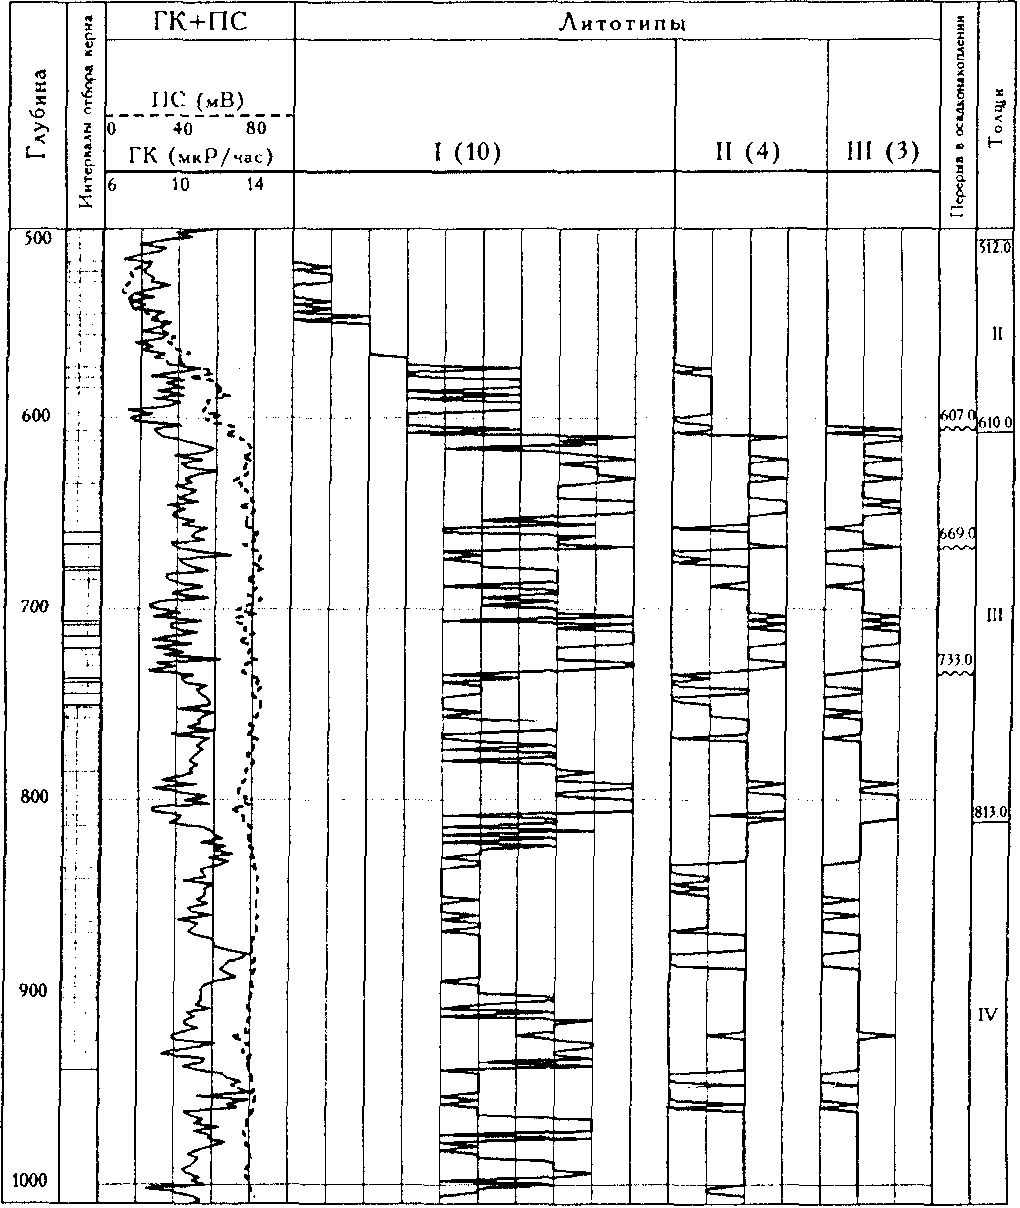 ГК+ПС
Литотипы
Глубина
Интервалы отбора керна
ПС (мВ)
0 40 80
ГК (мкР/час)
6 10 14
I (10)
II (4)
III (3)
Перерыв в осадконакоплении
Толщи
500
512.0
II
600
607.0
610.0
669.0
700
III
733.0
800
813.0
900
IV
1000